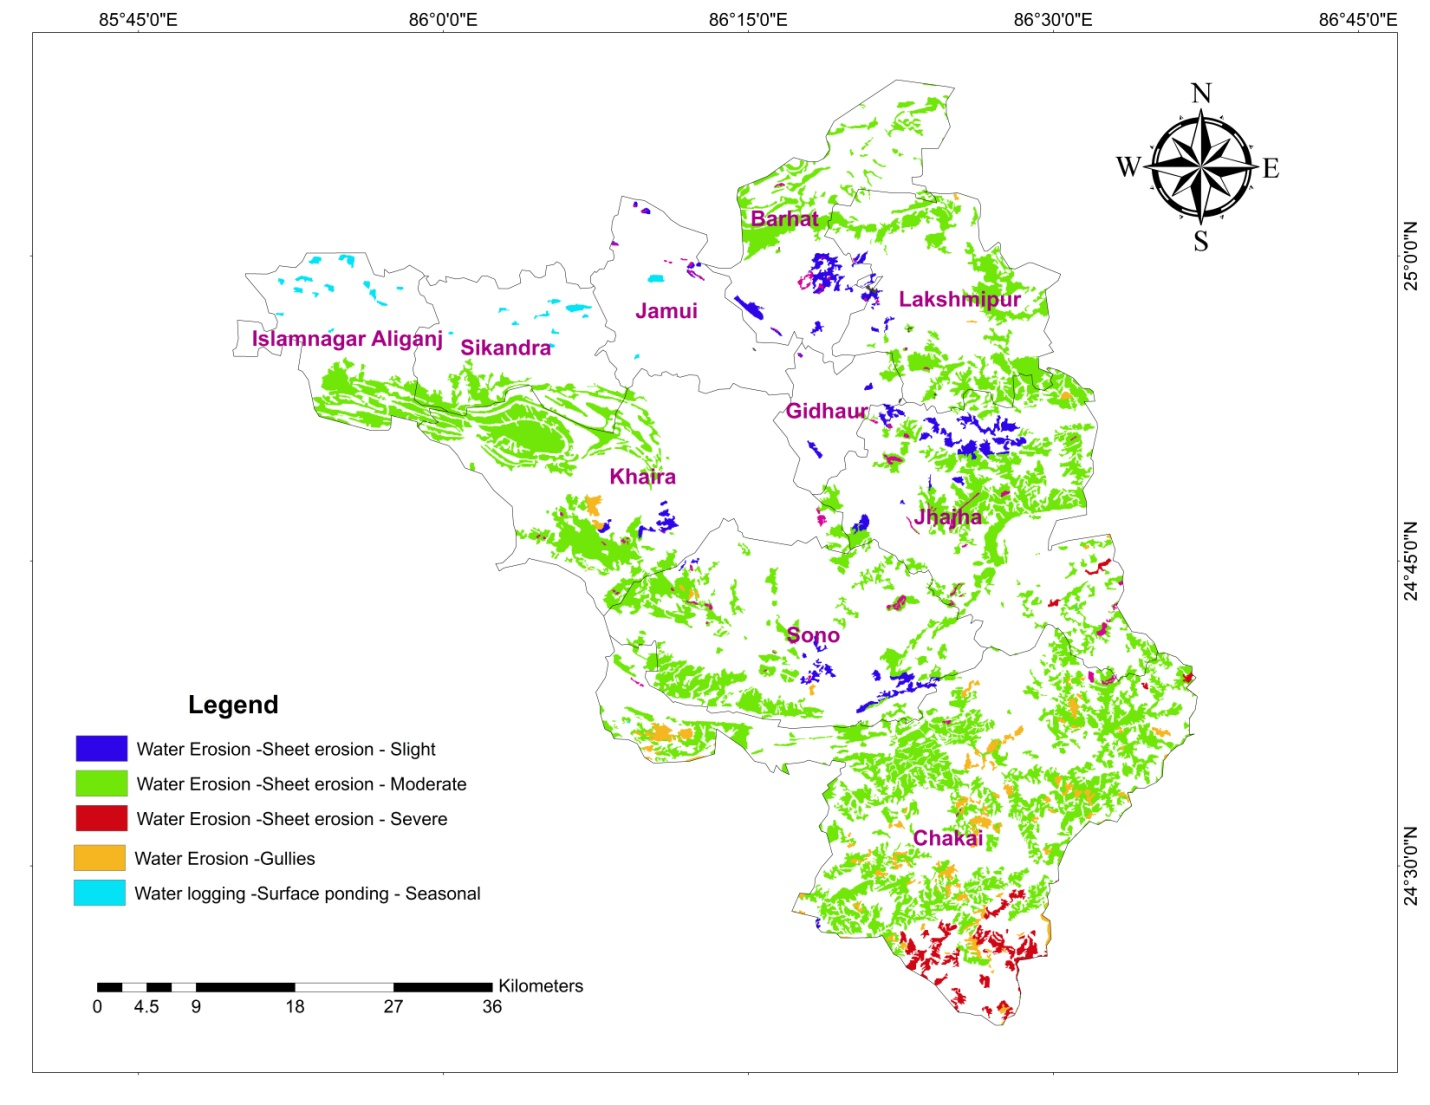 85°45'0"E
86°0'0"E
86°15'0"E
86°30'0"E
86°45'0"E
N
W
E
S
25°0'0"N
24°45'0"N
24°30'0"N
Barhat
Lakshmipur
Jamui
Islamnagar Aliganj
Sikandra
Gidhaur
Khaira
Jhajha
Sono
Chakai
Legend
Water Erosion -Sheet erosion - Slight
Water Erosion -Sheet erosion - Moderate
Water Erosion -Sheet erosion - Severe
Water Erosion -Gullies
Water logging -Surface ponding - Seasonal
Kilometers
0 4.5 9 18 27 36